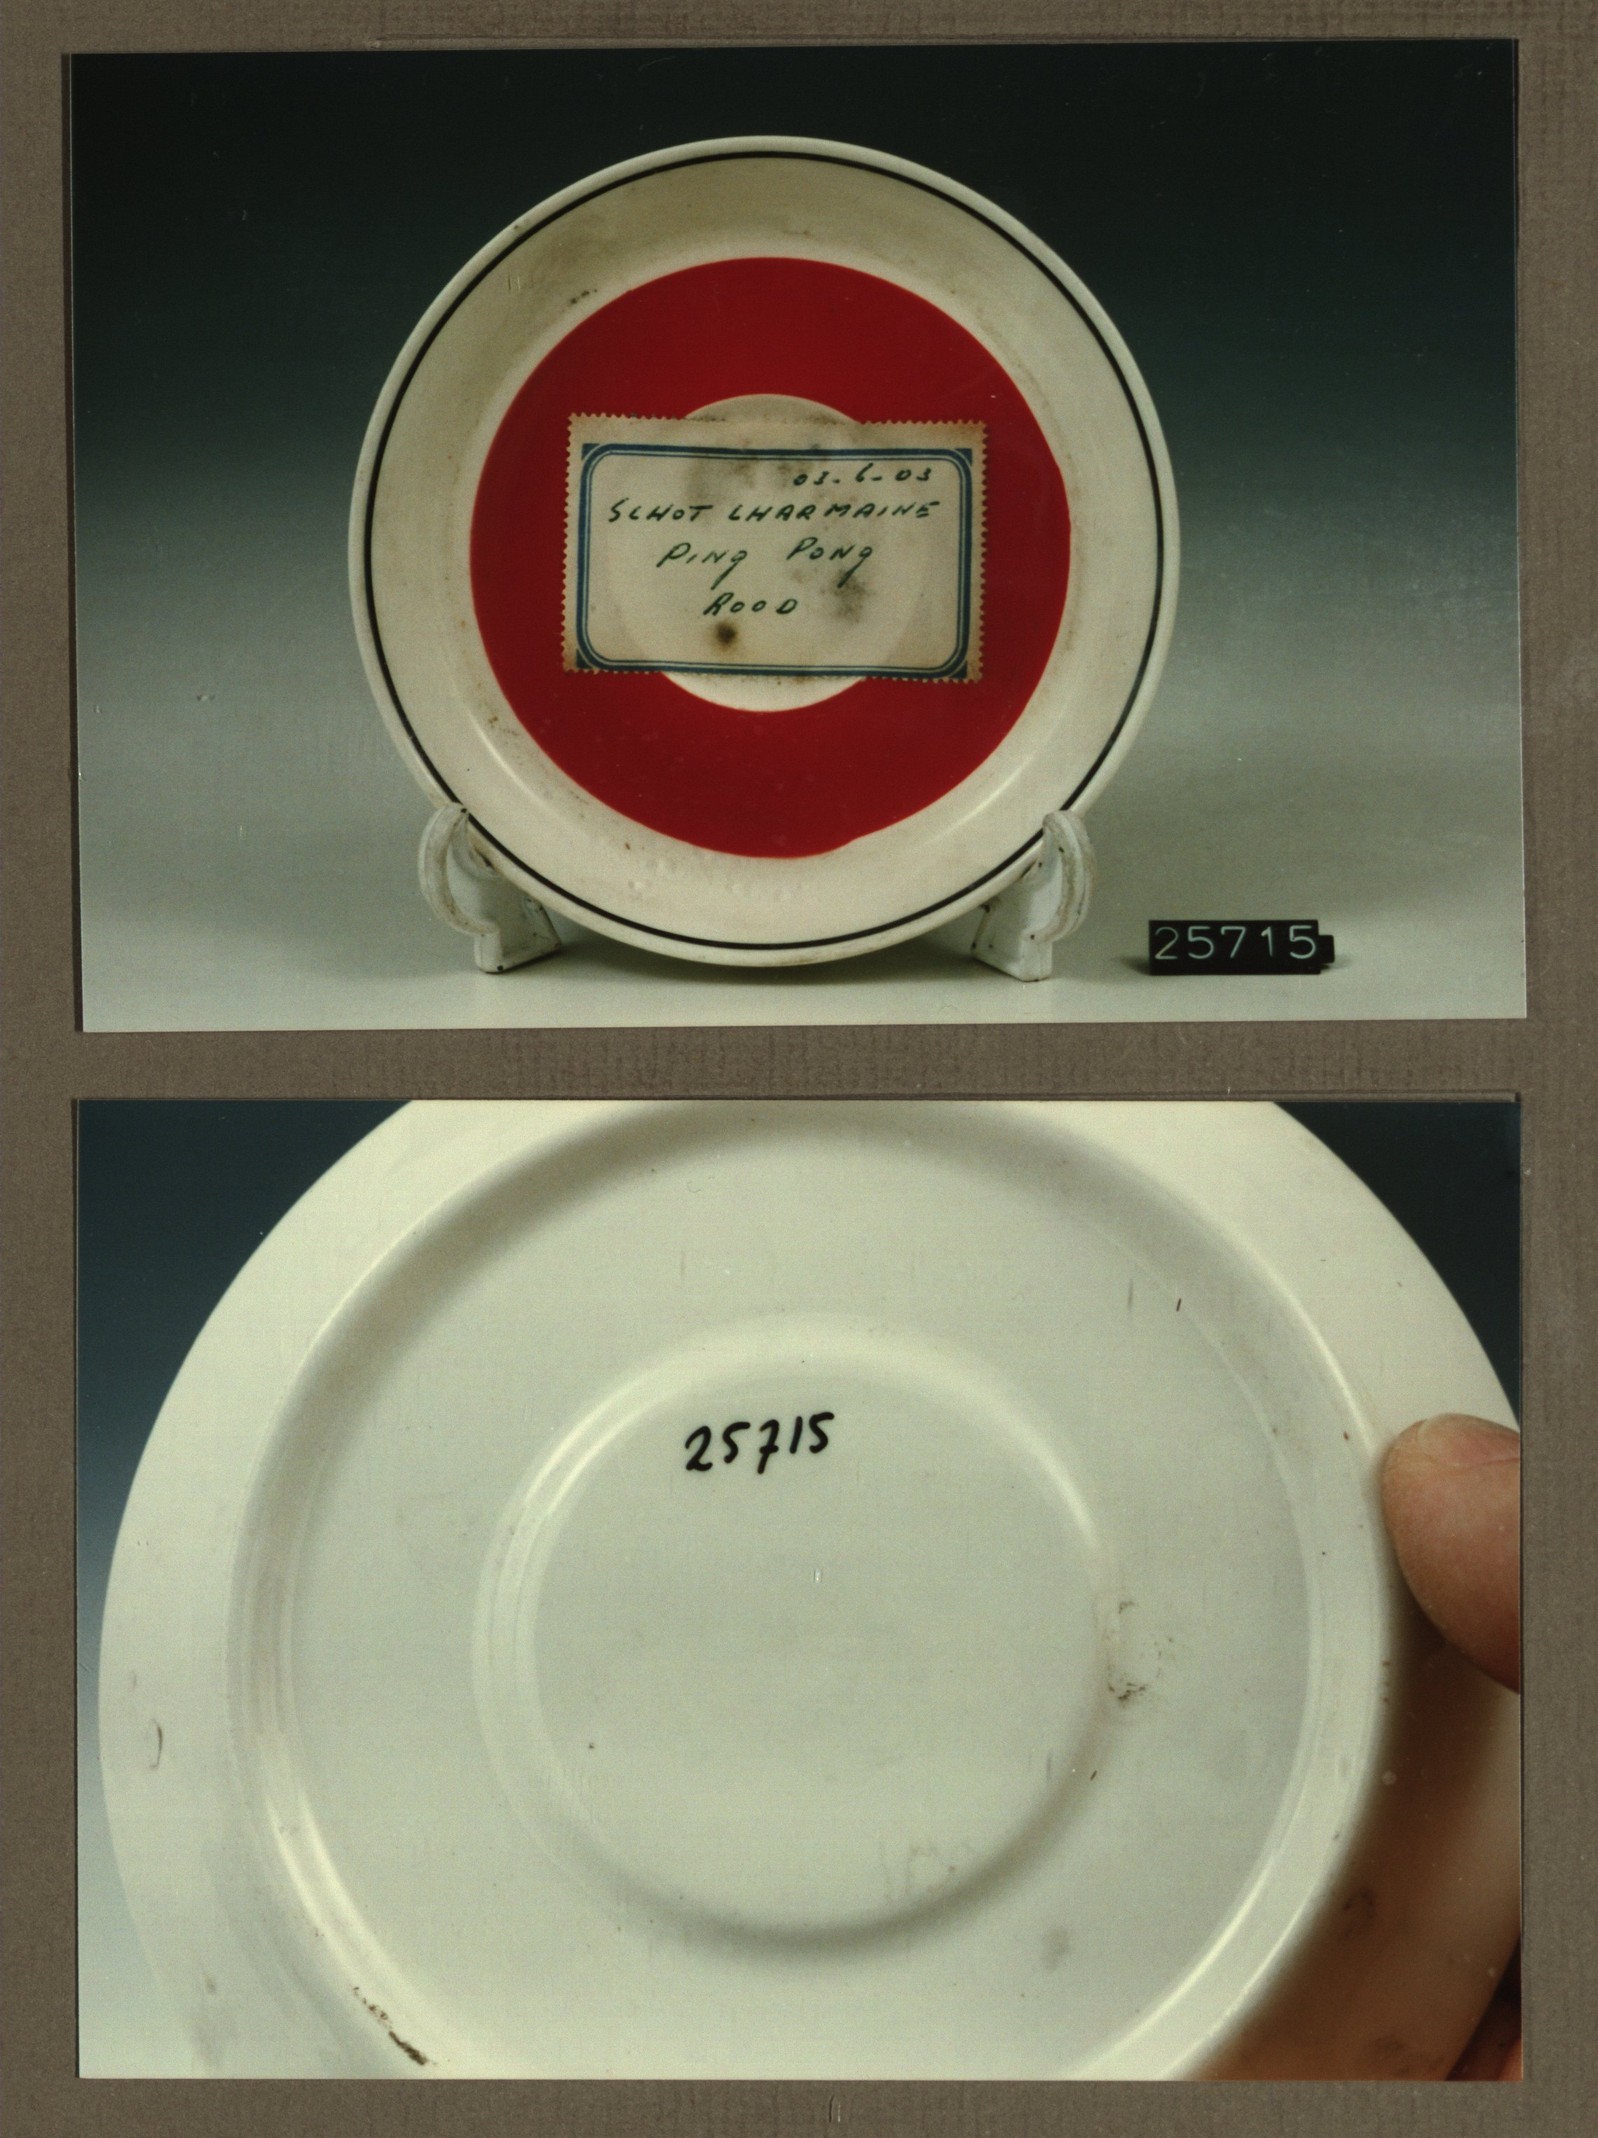 03-6-03
SCHOT CHARMAINE
PING PONG
ROOD
25715
25715